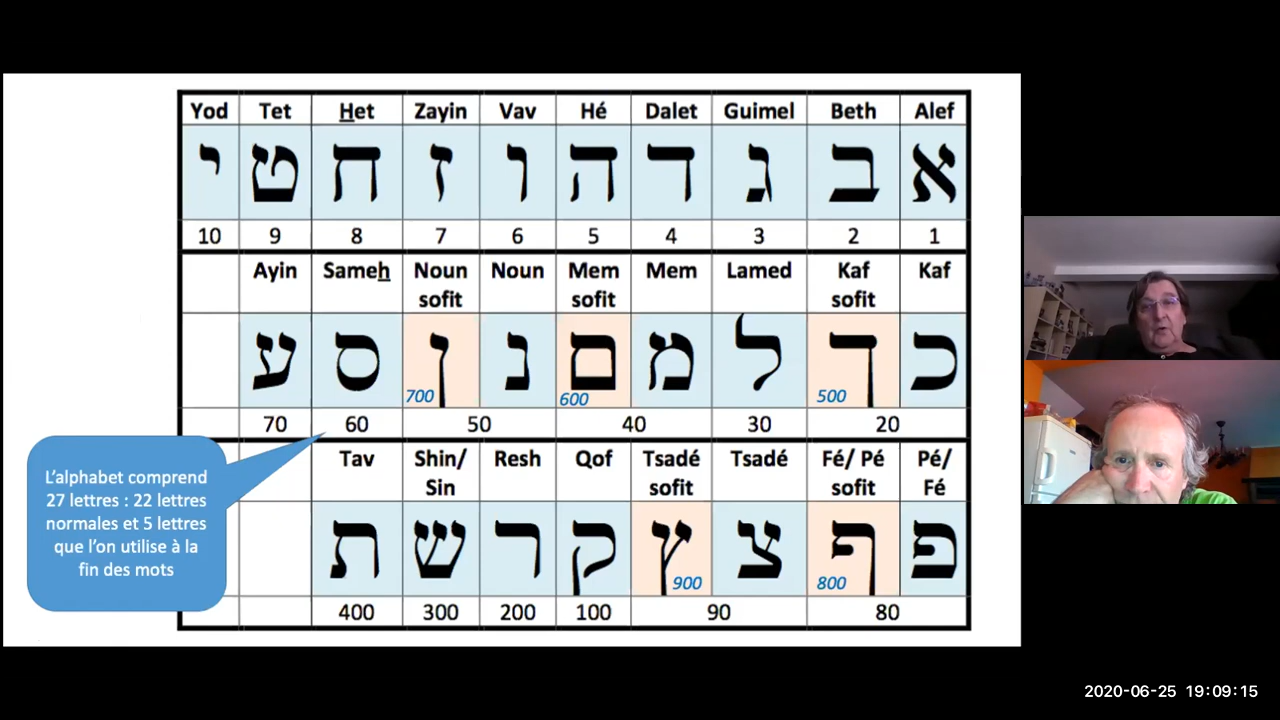 Yod Tet Het Zayin Vav Hé Dalet Guimel Beth Alef
י ט ח ז ו ה ד ג ב א
10 9 8 7 6 5 4 3 2 1
Ayin Sameh Noun sofit Noun Mem sofit Mem Lamed Kaf sofit Kaf
ע ס ן נ ם מ ל ך כ
700 600 500
70 60 50 40 30 20
Tav Shin/ Sin Resh Qof Tsadé sofit Tsadé Fé/ Pé sofit Pé/ Fé
ת ש ר ק ץ צ ף פ
900 800
400 300 200 100 90 80
L’alphabet comprend
27 lettres : 22 lettres
normales et 5 lettres
que l’on utilise à la
fin des mots
2020-06-25 19:09:15